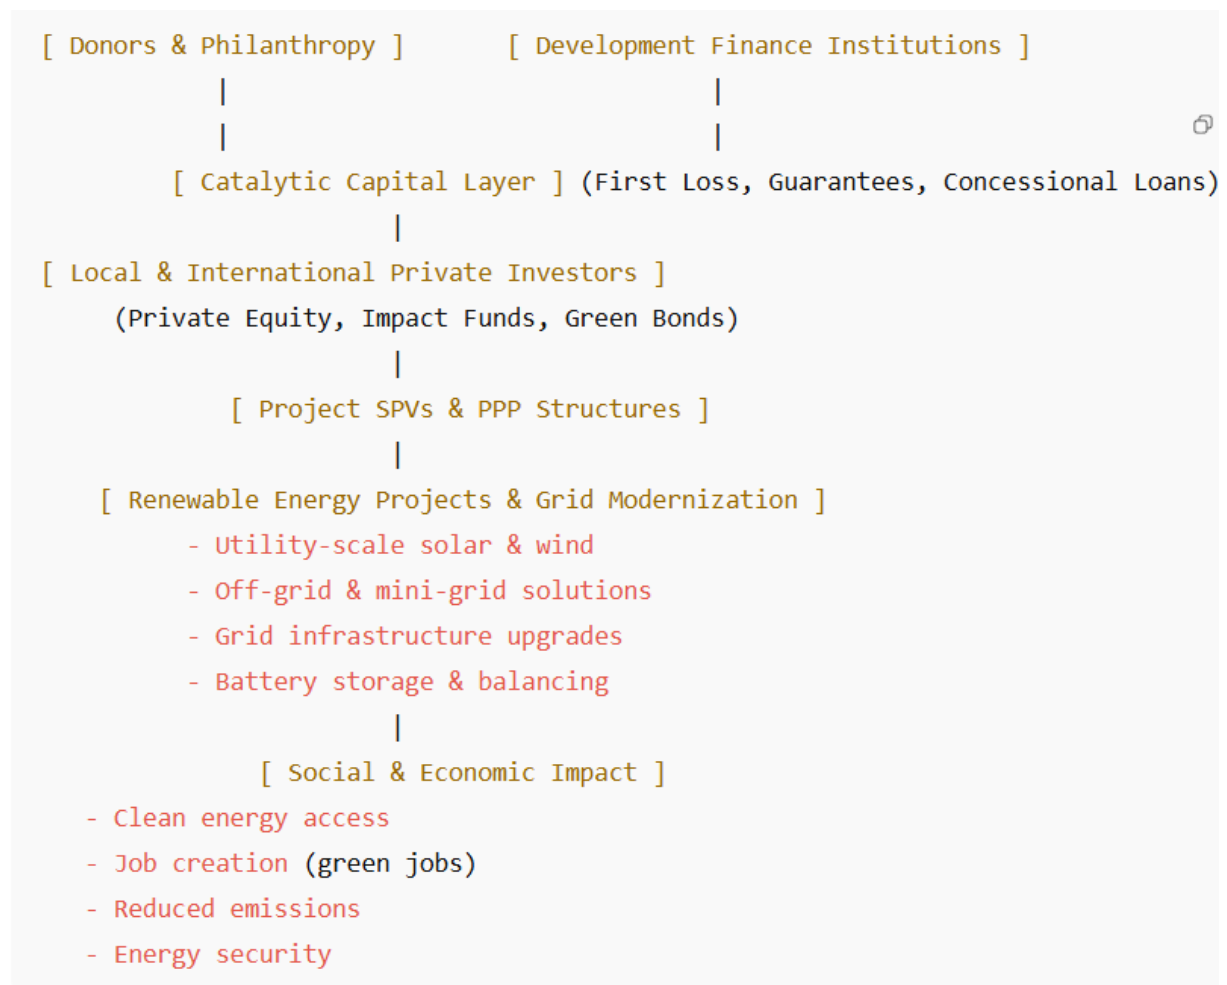 [ Donors & Philanthropy ]       [ Development Finance Institutions ]
            |                                  |
            |                                  |
         [ Catalytic Capital Layer ] (First Loss, Guarantees, Concessional Loans)
                        |
[ Local & International Private Investors ]
     (Private Equity, Impact Funds, Green Bonds)
                        |
             [ Project SPVs & PPP Structures ]
                        |
    [ Renewable Energy Projects & Grid Modernization ]
          - Utility-scale solar & wind
          - Off-grid & mini-grid solutions
          - Grid infrastructure upgrades
          - Battery storage & balancing
                        |
               [ Social & Economic Impact ]
   - Clean energy access
   - Job creation (green jobs)
   - Reduced emissions
   - Energy security